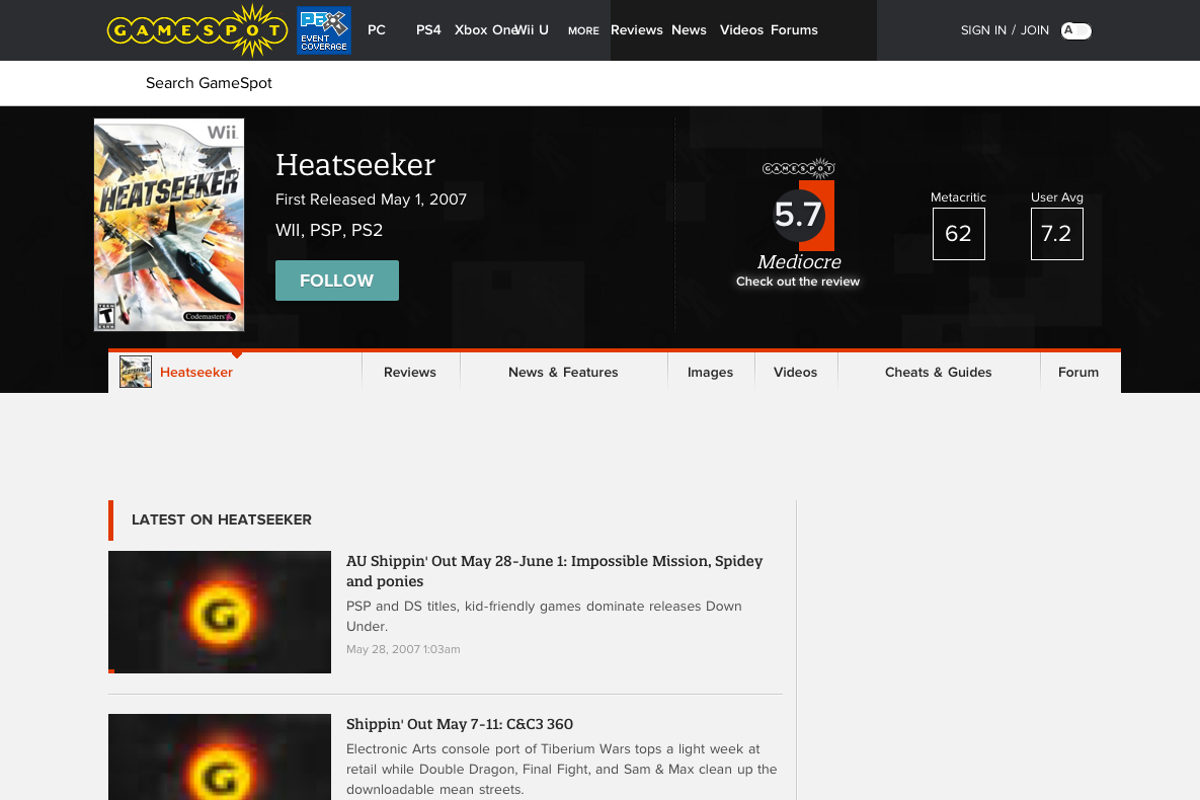 GAMESPOT
PAX
EVENT
COVERAGE
PC
PS4
Xbox One
Wii U
MORE
Reviews
News
Videos
Forums
SIGN IN / JOIN
A
Search GameSpot
Wii
HEATSEEKER
T
Codemasters
Heatseeker
First Released May 1, 2007
WII, PSP, PS2
FOLLOW
GAMESPOT
5.7
Mediocre
Check out the review
Metacritic
62
User Avg
7.2
Heatseeker
Reviews
News & Features
Images
Videos
Cheats & Guides
Forum
LATEST ON HEATSEEKER
G
AU Shippin' Out May 28-June 1: Impossible Mission, Spidey
and ponies
PSP and DS titles, kid-friendly games dominate releases Down
Under.
May 28, 2007 1:03am
G
Shippin' Out May 7-11: C&C3 360
Electronic Arts console port of Tiberium Wars tops a light week at
retail while Double Dragon, Final Fight, and Sam & Max clean up the
downloadable mean streets.